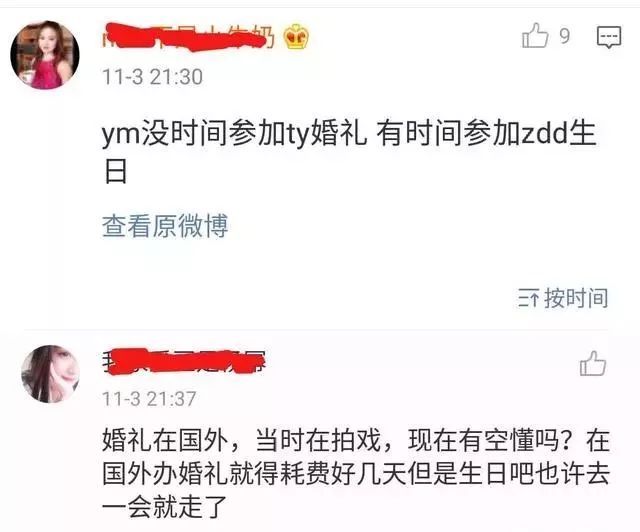 9
11-3 21:30
ym没时间参加ty婚礼 有时间参加zdd生
日
查看原微博
按时间
11-3 21:37
婚礼在国外，当时在拍戏，现在有空懂吗？在
国外办婚礼就得耗费好几天但是生日吧也许去
一会就走了